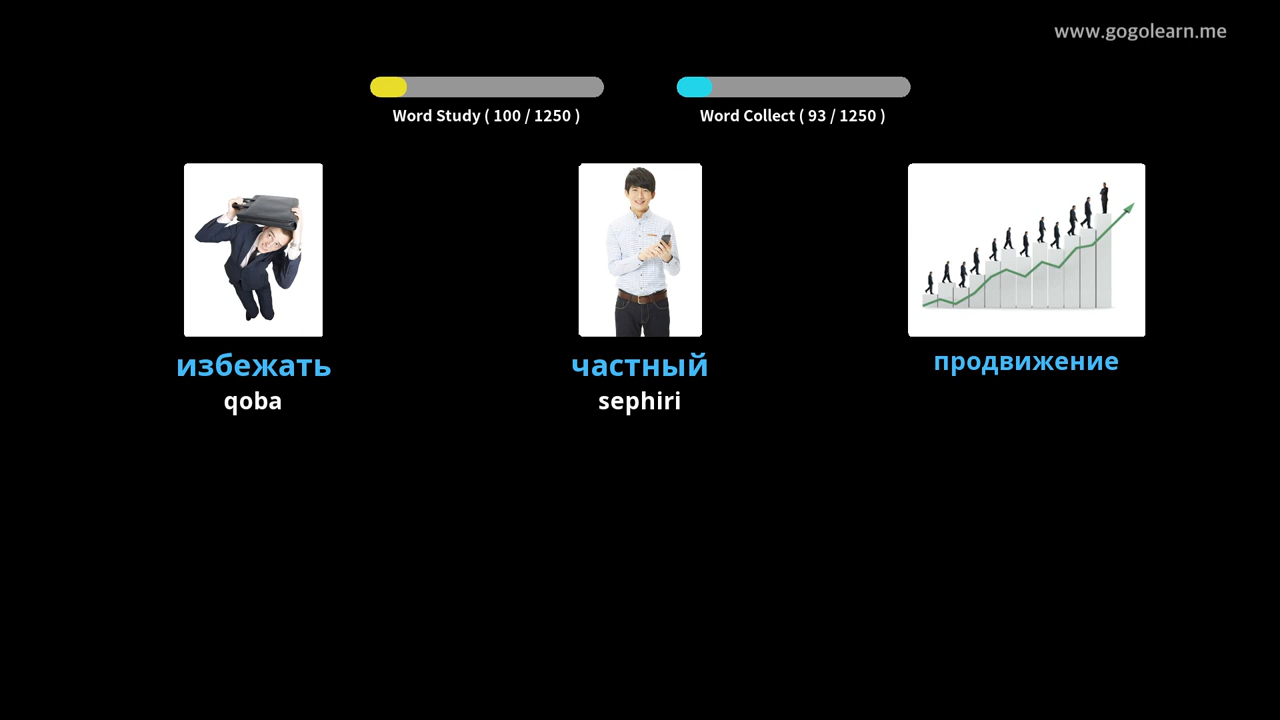 www.gogolearn.me
Word Study ( 100 / 1250 )
Word Collect ( 93 / 1250 )
избежать
qoba
частный
sephiri
продвижение